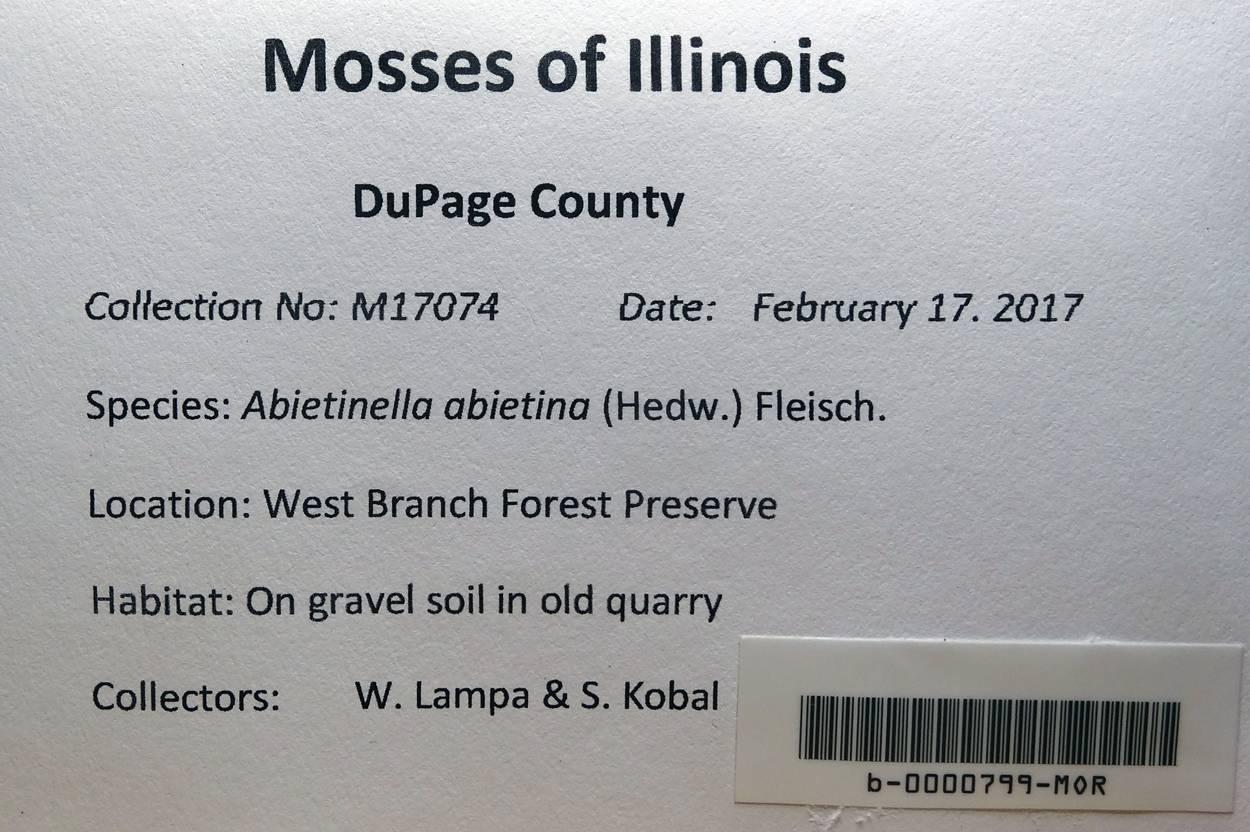 Mosses of Illinois
DuPage County
Collection No: M17074 Date: February 17. 2017
Species: Abietinella abietina (Hedw.) Fleisch.
Location: West Branch Forest Preserve
Habitat: On gravel soil in old quarry
Collectors: W. Lampa & S. Kobal
b-0000799-MOR